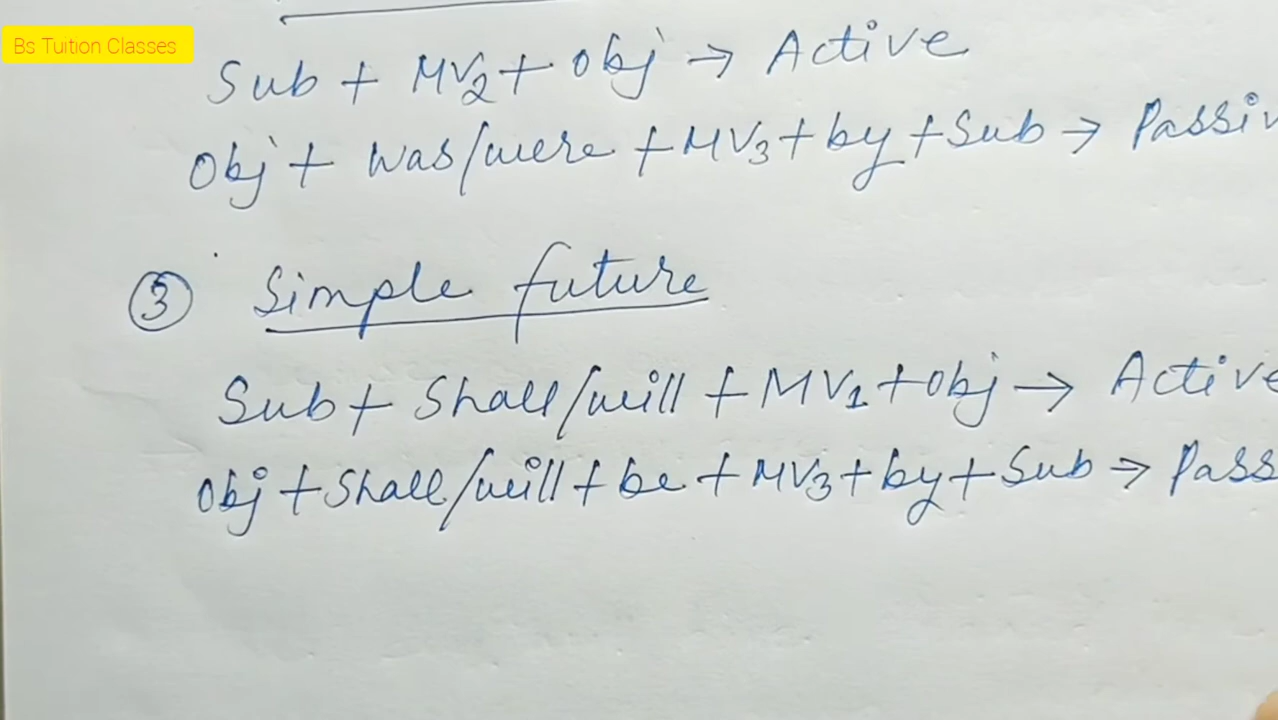 Bs Tuition Classes
Sub + MV2 + Obj → Active
Obj + Was/were + MV3 + by + Sub → Passiv
③ Simple future
Sub + Shall/will + MV1 + Obj → Active
Obj + Shall/will + be + MV3 + by + Sub → Pass